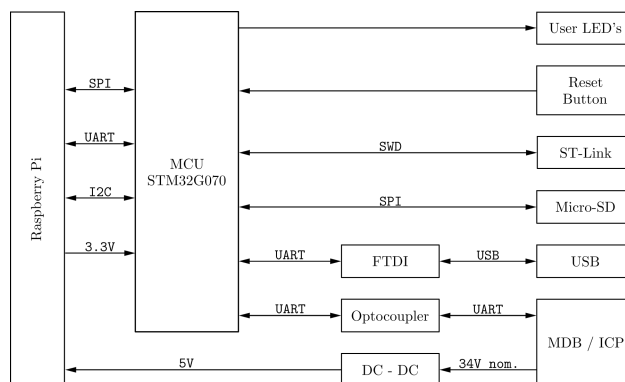 User LED's
SPI
Reset
Button
UART
SWD
ST-Link
MCU
STM32G070
Raspberry Pi
I2C
SPI
Micro-SD
3.3V
UART
FTDI
USB
USB
UART
Optocoupler
UART
MDB / ICP
5V
DC - DC
34V nom.